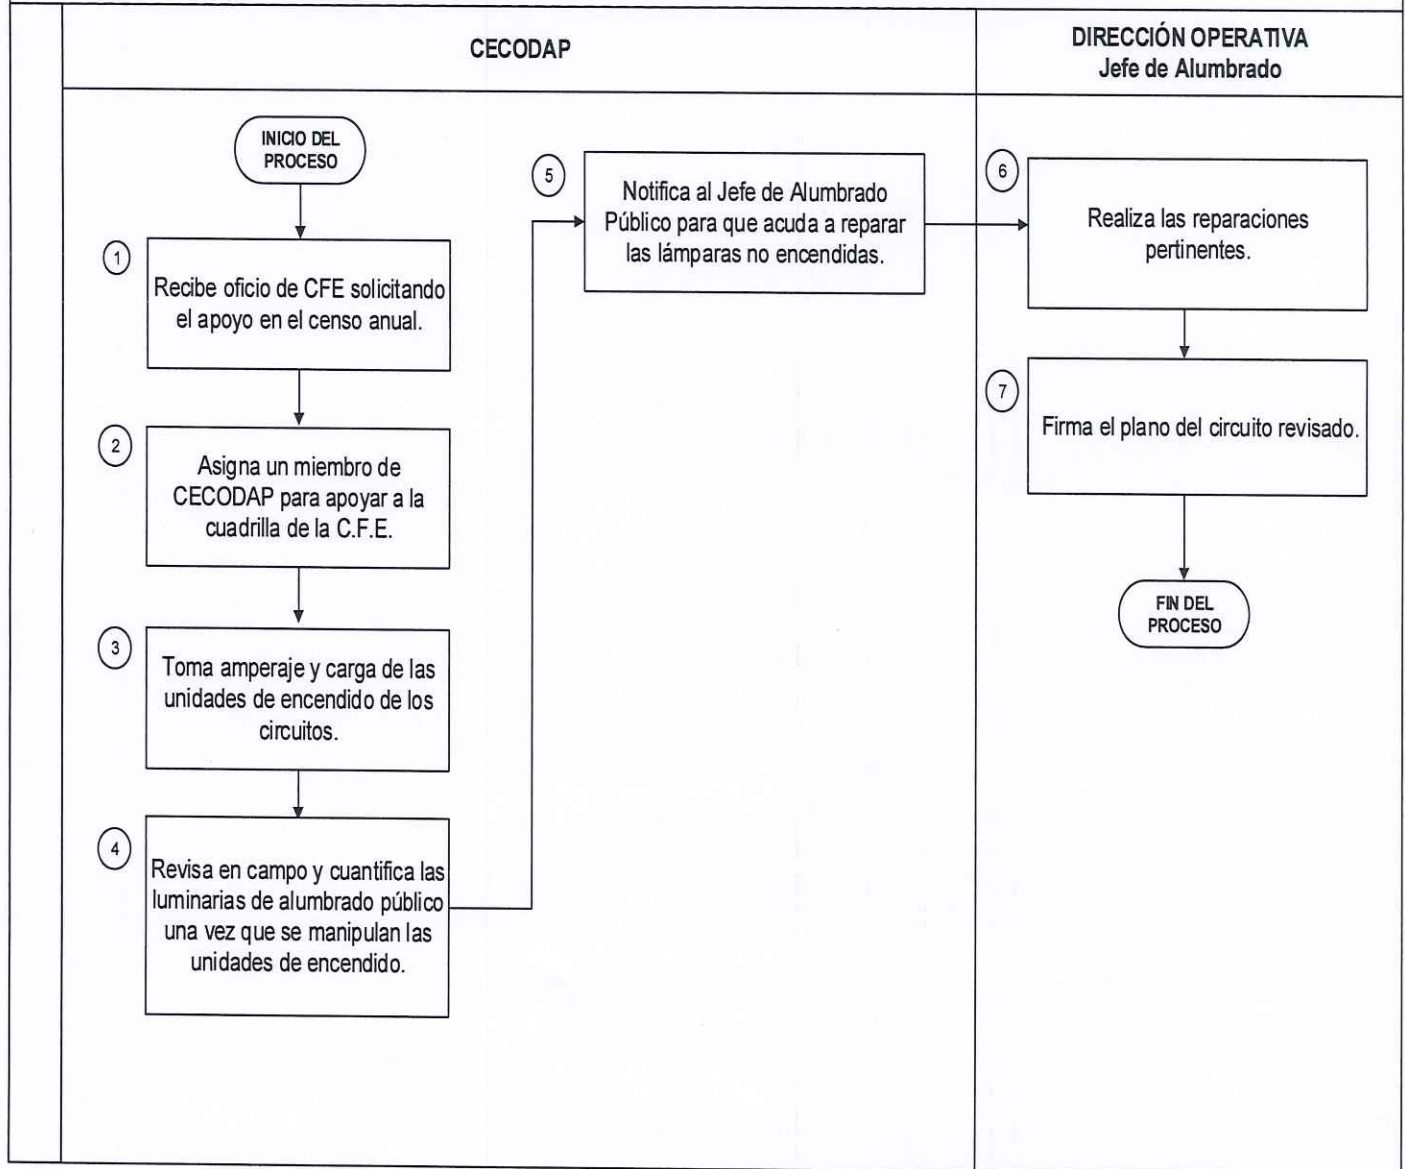 CECODAP
DIRECCIÓN OPERATIVA
Jefe de Alumbrado
INICIO DEL
PROCESO
1
Recibe oficio de CFE solicitando
el apoyo en el censo anual.
2
Asigna un miembro de
CECODAP para apoyar a la
cuadrilla de la C.F.E.
3
Toma amperaje y carga de las
unidades de encendido de los
circuitos.
4
Revisa en campo y cuantifica las
luminarias de alumbrado público
una vez que se manipulan las
unidades de encendido.
5
Notifica al Jefe de Alumbrado
Público para que acuda a reparar
las lámparas no encendidas.
6
Realiza las reparaciones
pertinentes.
7
Firma el plano del circuito revisado.
FIN DEL
PROCESO